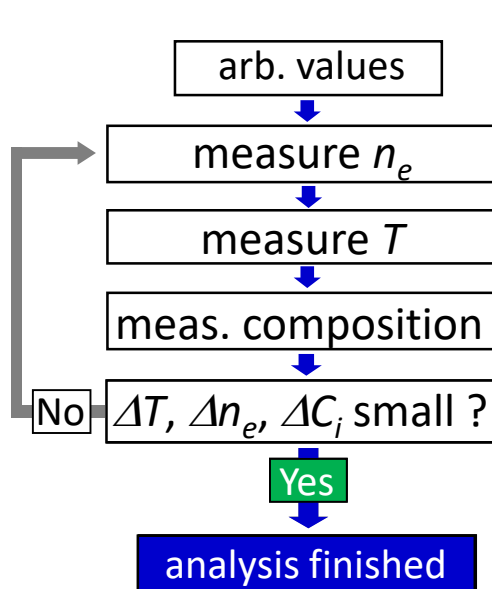 arb. values
measure nₑ
measure T
meas. composition
No
ΔT, Δnₑ, ΔCᵢ small ?
Yes
analysis finished